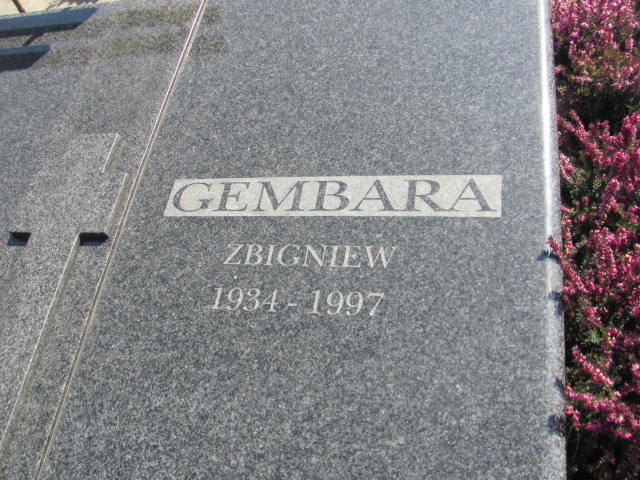 GEMBARA
ZBIGNIEW
1934 - 1997